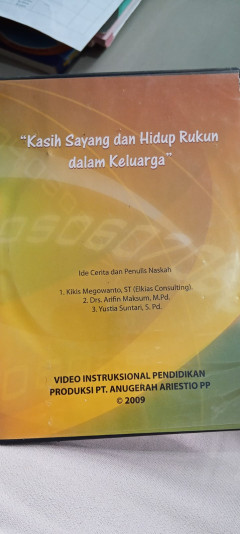 "Kasih Sayang dan Hidup Rukun
dalam Keluarga"
Ide Cerita dan Penulis Naskah
1. Kikis Megowanto, ST (Elkias Consulting).
2. Drs. Arifin Maksum, M.Pd.
3. Yustia Suntari, S. Pd.
VIDEO INSTRUKSIONAL PENDIDIKAN
PRODUKSI PT. ANUGERAH ARIESTIO PP
© 2009